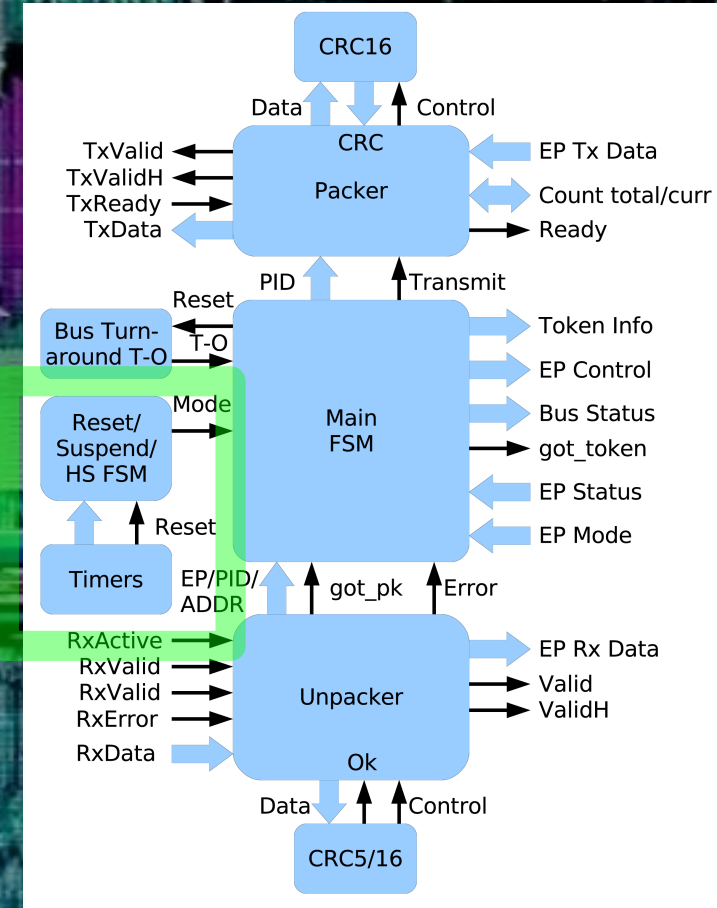 CRC16
Data
Control
CRC
Packer
TxValid
TxValidH
TxReady
TxData
EP Tx Data
Count total/curr
Ready
PID
Transmit
Reset
Bus Turn-
around T-O
T-O
Mode
Reset/
Suspend/
HS FSM
Reset
Timers
Main
FSM
Token Info
EP Control
Bus Status
got_token
EP Status
EP Mode
EP/PID/
ADDR
got_pk
Error
RxActive
RxValid
RxValid
RxError
RxData
Unpacker
Ok
EP Rx Data
Valid
ValidH
Data
Control
CRC5/16